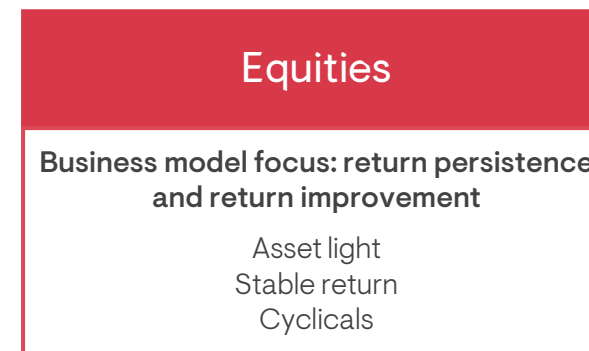 Equities
Business model focus: return persistence
and return improvement
Asset light
Stable return
Cyclicals